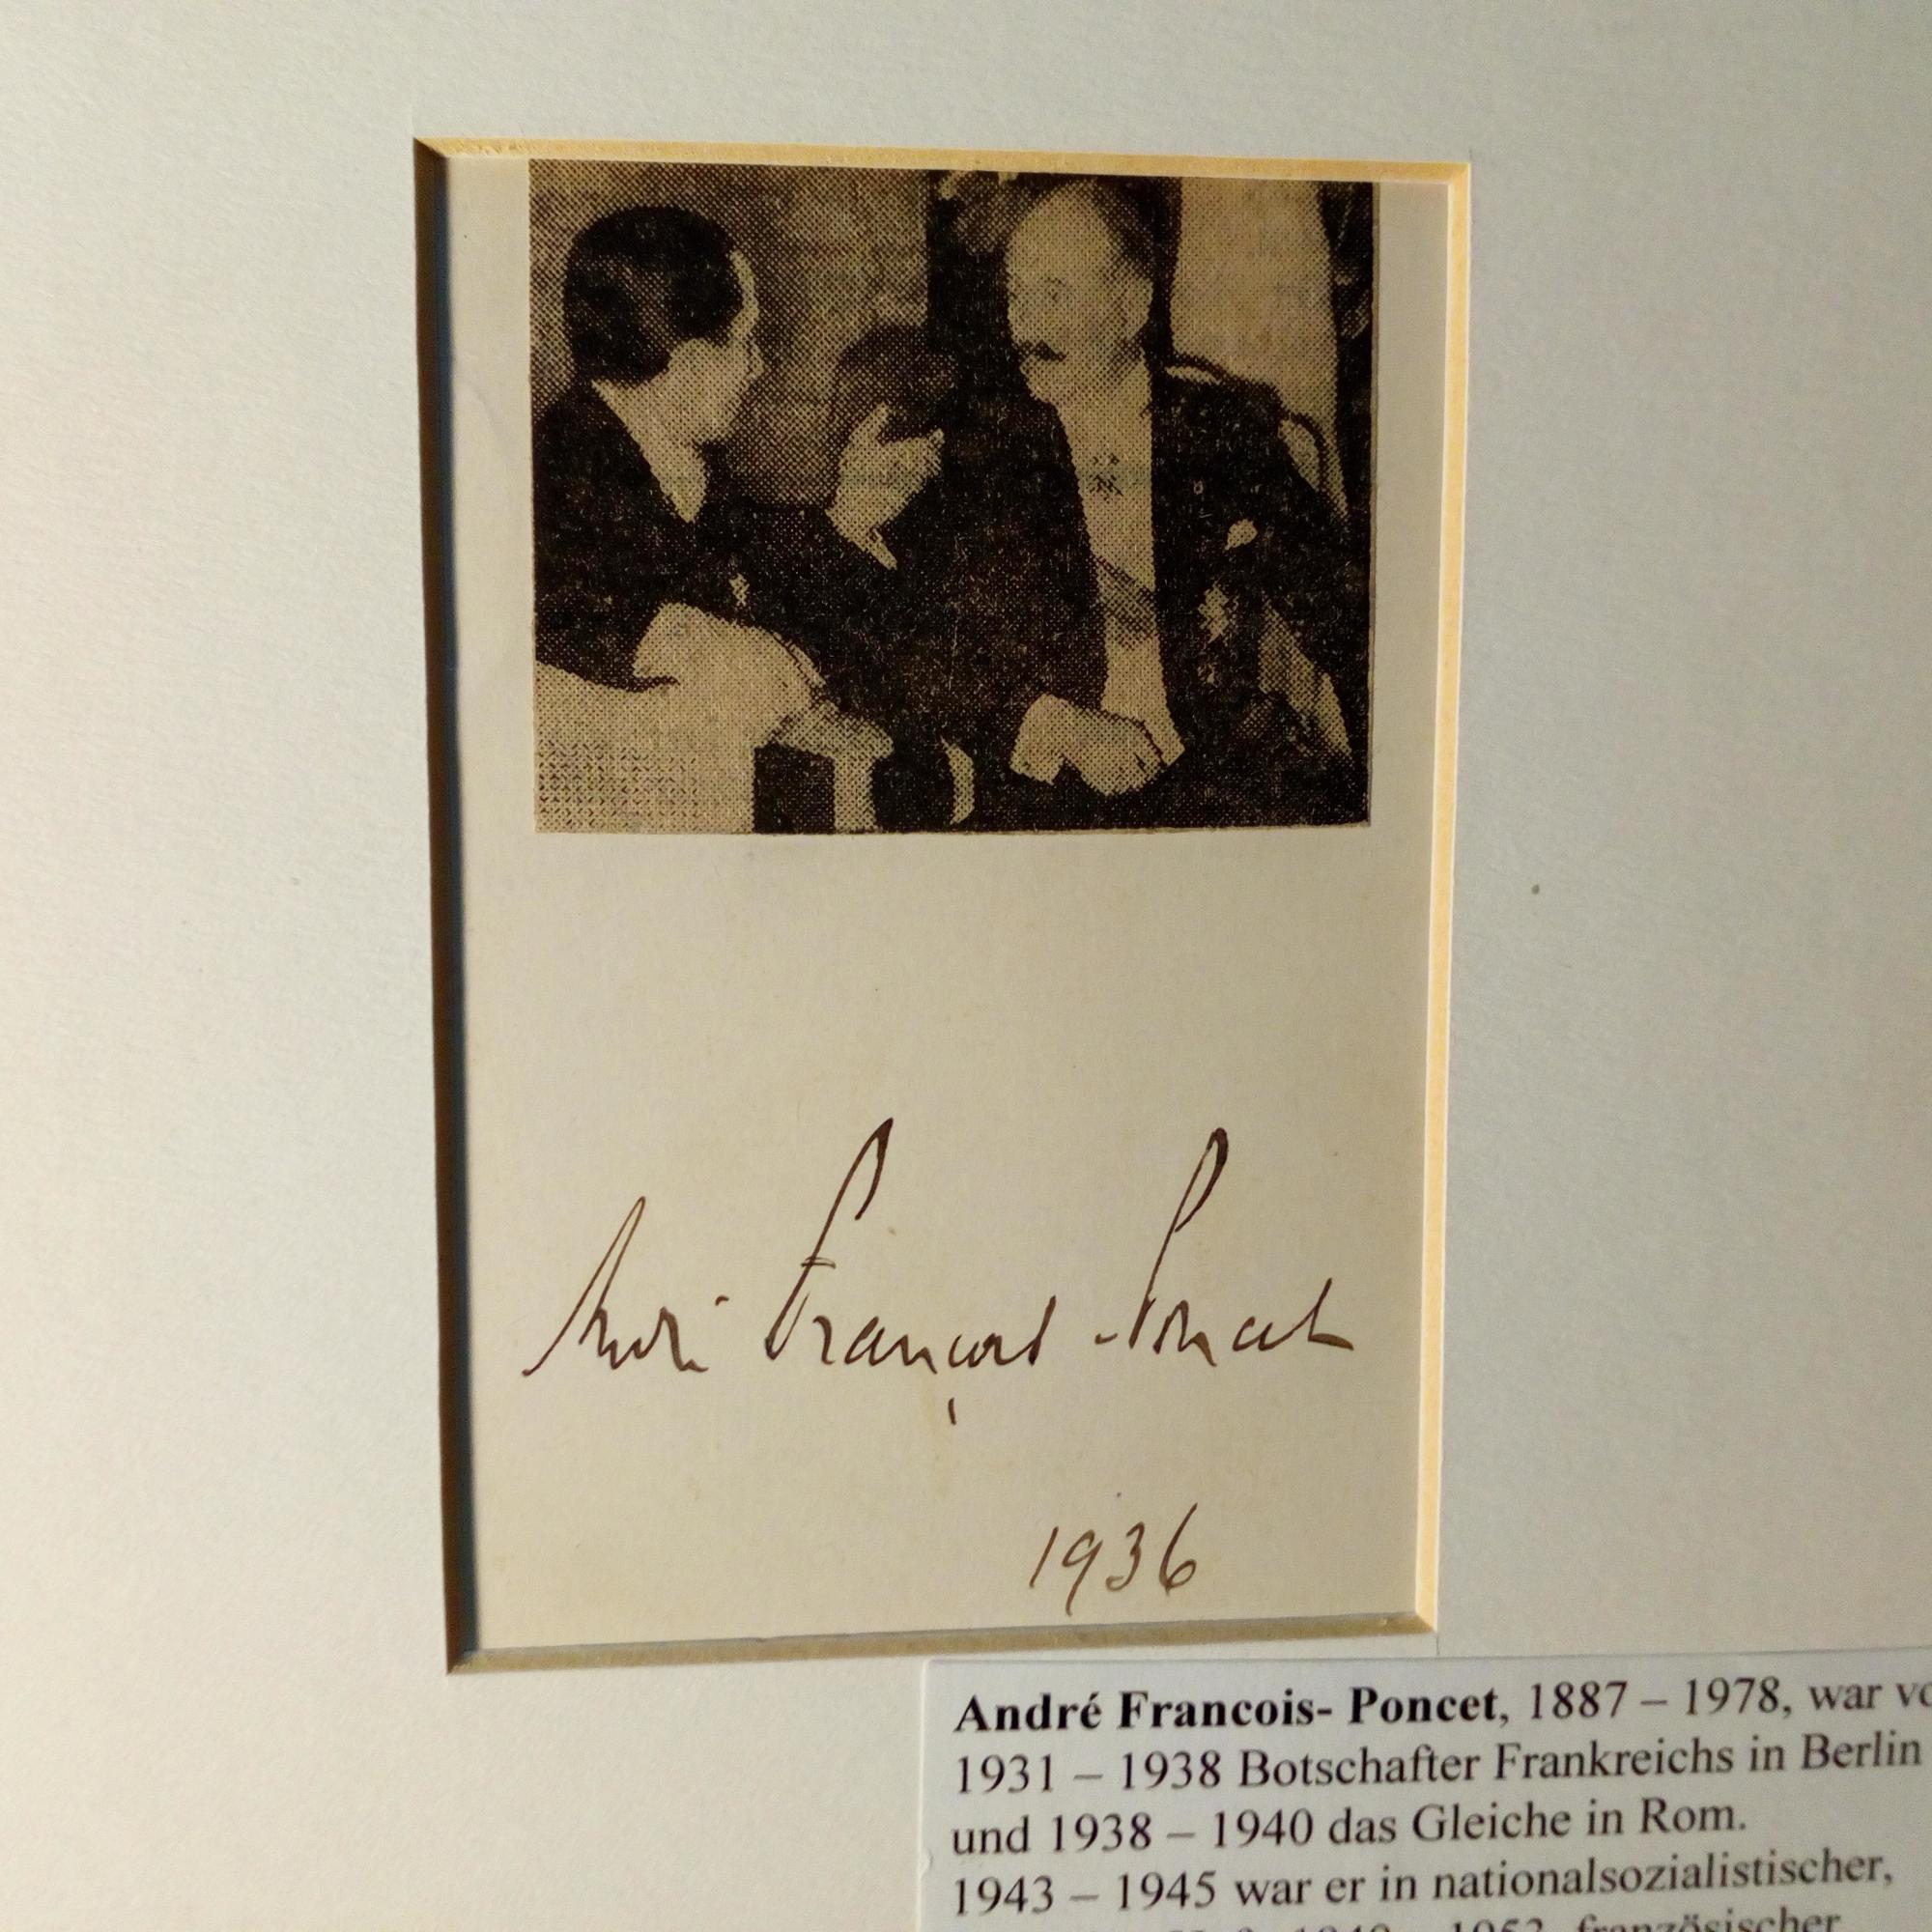 André François-Poncet
1936
André Francois- Poncet, 1887 – 1978, war
1931 – 1938 Botschafter Frankreichs in Berlin
und 1938 – 1940 das Gleiche in Rom.
1943 – 1945 war er in nationalsozialistischer,
französischer